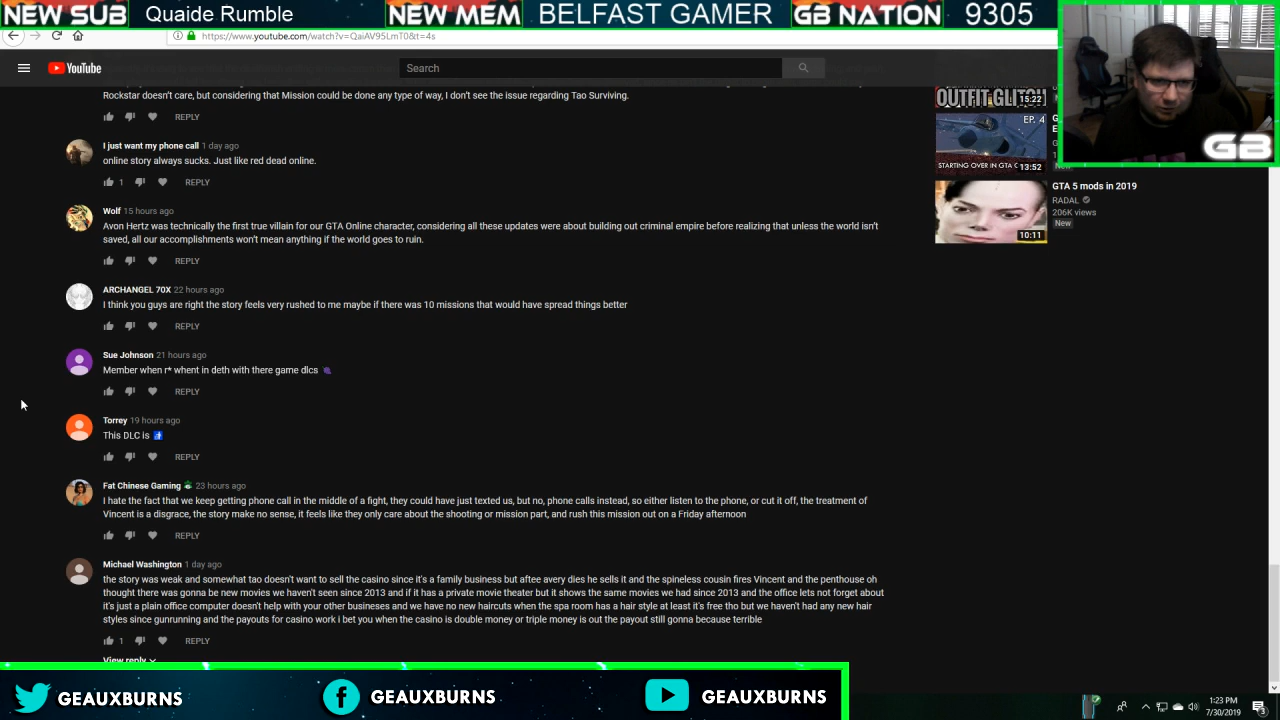 NEW SUB Quaide Rumble NEW MEM BELFAST GAMER GB NATION 9305
https://www.youtube.com/watch?v=QaiAV95LmT0&t=4s
YouTube
Search
Rockstar doesn't care, but considering that Mission could be done any type of way, I don't see the issue regarding Tao Surviving.
REPLY
I just want my phone call 1 day ago
online story always sucks. Just like red dead online.
1 REPLY
Wolf 15 hours ago
Avon Hertz was technically the first true villain for our GTA Online character, considering all these updates were about building out criminal empire before realizing that unless the world isn't
saved, all our accomplishments won't mean anything if the world goes to ruin.
REPLY
ARCHANGEL 70X 22 hours ago
I think you guys are right the story feels very rushed to me maybe if there was 10 missions that would have spread things better
REPLY
Sue Johnson 21 hours ago
Member when r* whent in deth with there game dlcs 🍆
REPLY
Torrey 19 hours ago
This DLC is 🚮
REPLY
Fat Chinese Gaming 23 hours ago
I hate the fact that we keep getting phone call in the middle of a fight, they could have just texted us, but no, phone calls instead, so either listen to the phone, or cut it off, the treatment of
Vincent is a disgrace, the story make no sense, it feels like they only care about the shooting or mission part, and rush this mission out on a Friday afternoon
REPLY
Michael Washington 1 day ago
the story was weak and somewhat tao doesn't want to sell the casino since it's a family business but aftee avery dies he sells it and the spineless cousin fires Vincent and the penthouse oh
thought there was gonna be new movies we haven't seen since 2013 and if it has a private movie theater but it shows the same movies we had since 2013 and the office lets not forget about
it's just a plain office computer doesn't help with your other businesses and we have no new haircuts when the spa room has a hair style at least it's free tho but we haven't had any new hair
styles since gunrunning and the payouts for casino work i bet you when the casino is double money or triple money is out the payout still gonna because terrible
1 REPLY
View reply
OUTFIT GLITCH
15:22
EP. 4
STARTING OVER IN GTA
13:52
GTA 5 mods in 2019
RADAL
206K views
New
10:11
GB
GEAUXBURNS GEAUXBURNS GEAUXBURNS
1:23 PM
7/30/2019
3